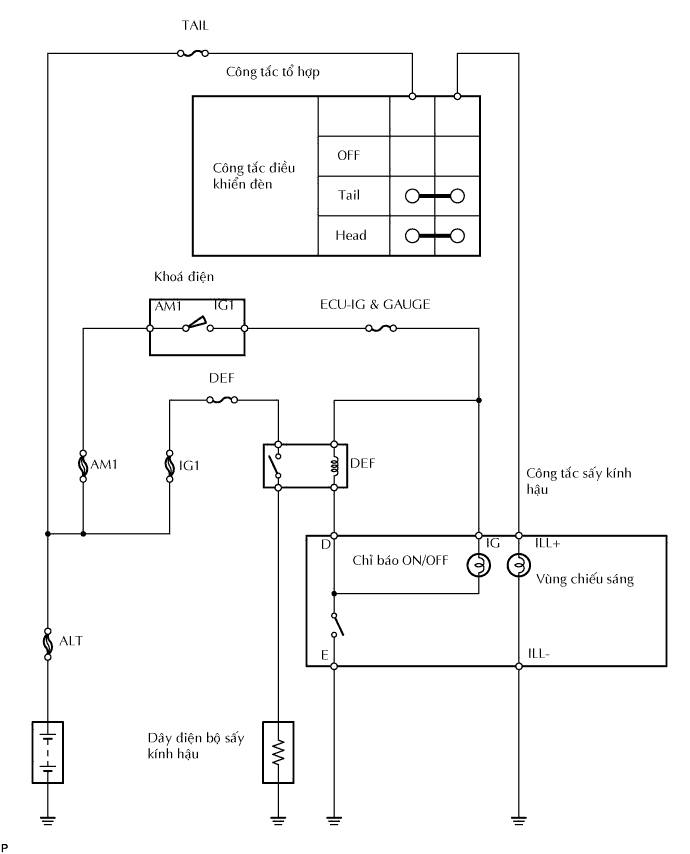 TAIL
Công tắc tổ hợp
OFF
Công tắc điều
khiển đèn
Tail
Head
Khoá điện
AM1
IG1
ECU-IG & GAUGE
DEF
AM1
IG1
DEF
Công tắc sấy kính
hậu
D
IG
ILL+
Chỉ báo ON/OFF
Vùng chiếu sáng
ALT
E
ILL-
Dây điện bộ sấy
kính hậu
P